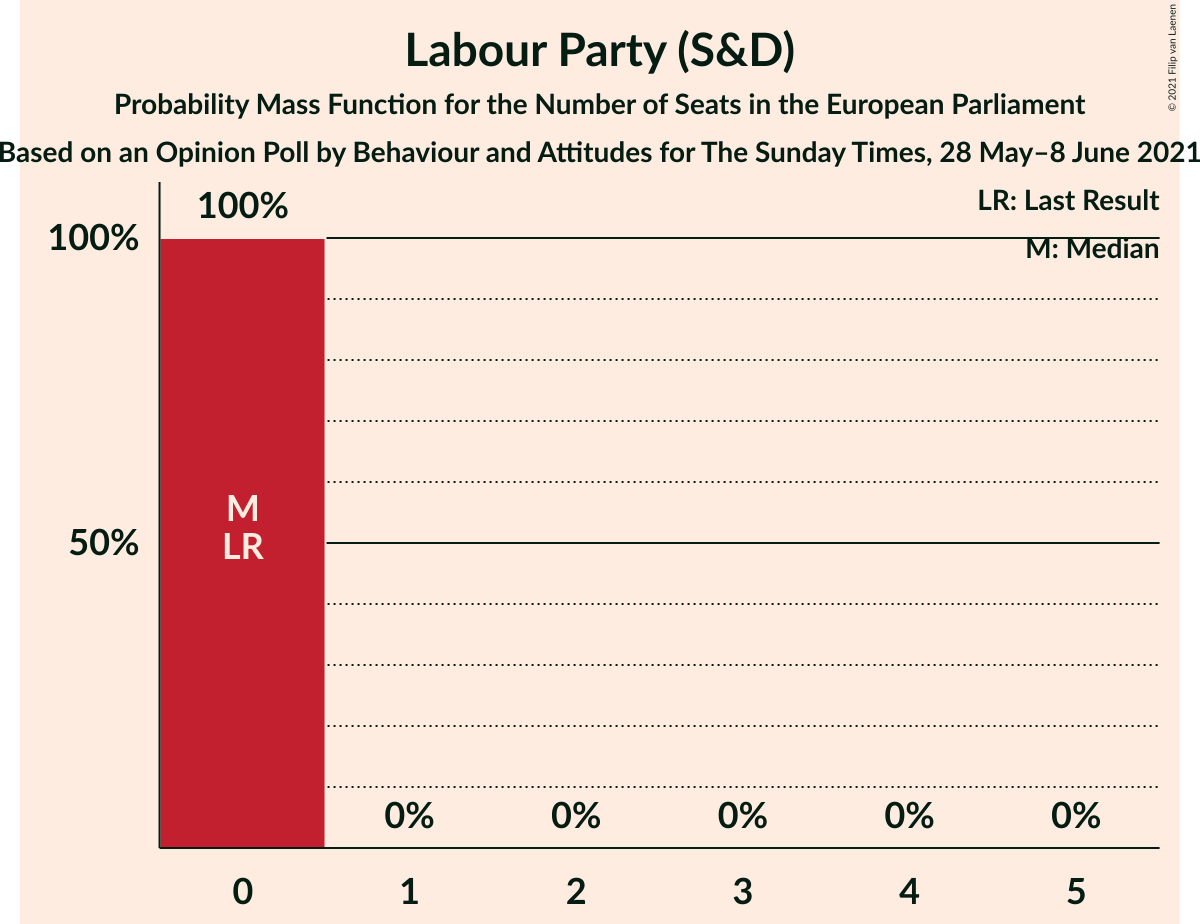 Labour Party (S&D)
Probability Mass Function for the Number of Seats in the European Parliament
Based on an Opinion Poll by Behaviour and Attitudes for The Sunday Times, 28 May–8 June 2021
© 2021 Filip van Laenen
LR: Last Result
M: Median
100%
100%
50%
M
LR
0%
0%
0%
0%
0%
0
1
2
3
4
5